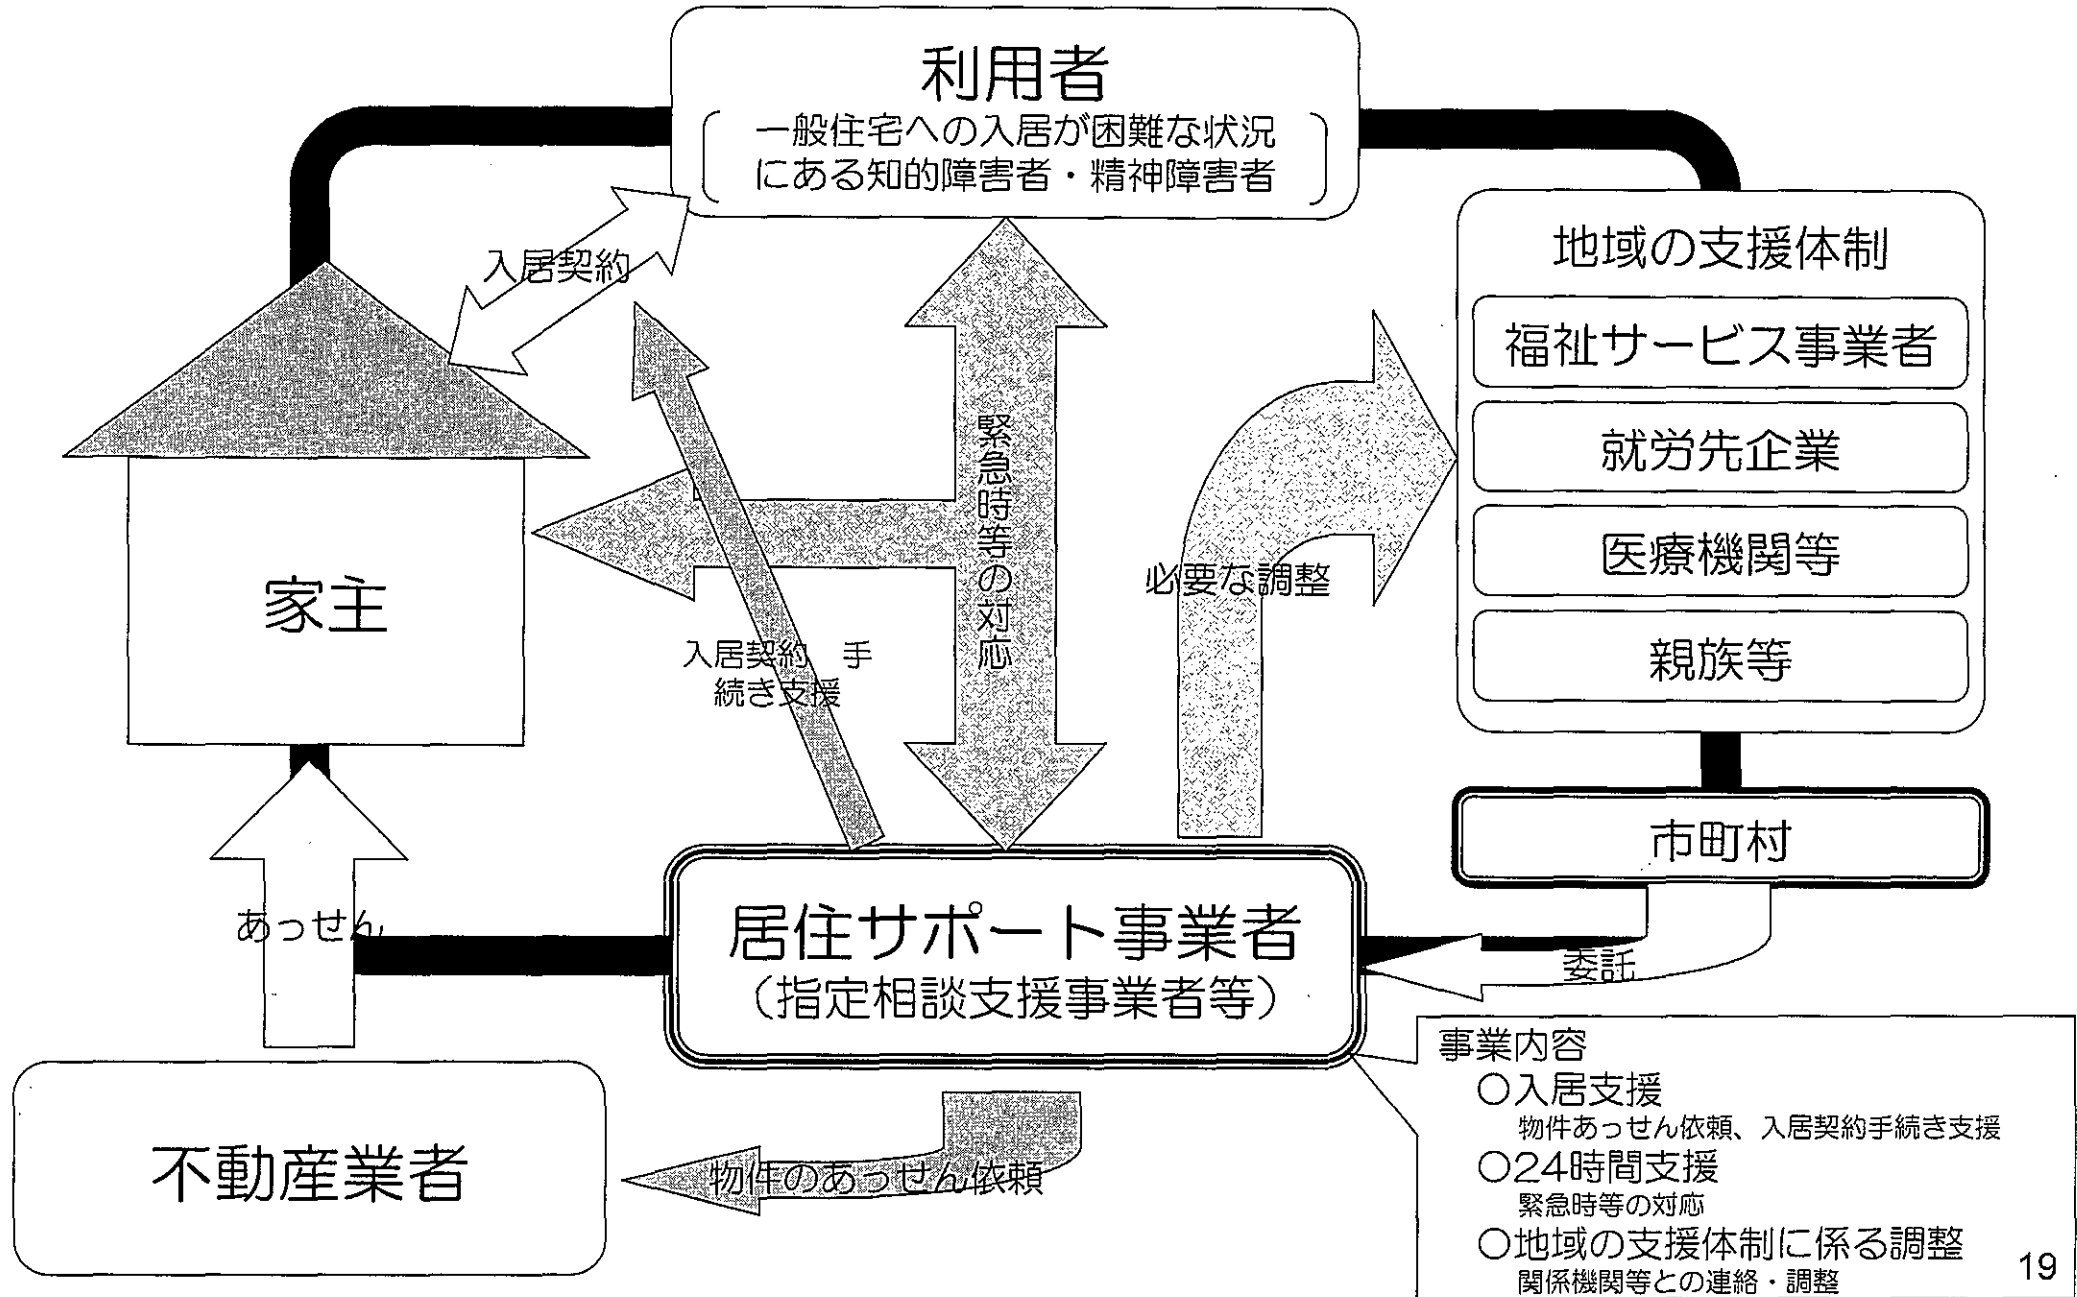 利用者
一般住宅への入居が困難な状況
にある知的障害者・精神障害者
入居契約
地域の支援体制
福祉サービス事業者
就労先企業
医療機関等
親族等
緊急時等の対応
必要な調整
家主
入居契約 手
続き支援
市町村
あっせん
居住サポート事業者
（指定相談支援事業者等）
委託
不動産業者
物件のあっせん依頼
事業内容
○入居支援
物件あっせん依頼、入居契約手続き支援
○24時間支援
緊急時等の対応
○地域の支援体制に係る調整
関係機関等との連絡・調整
19